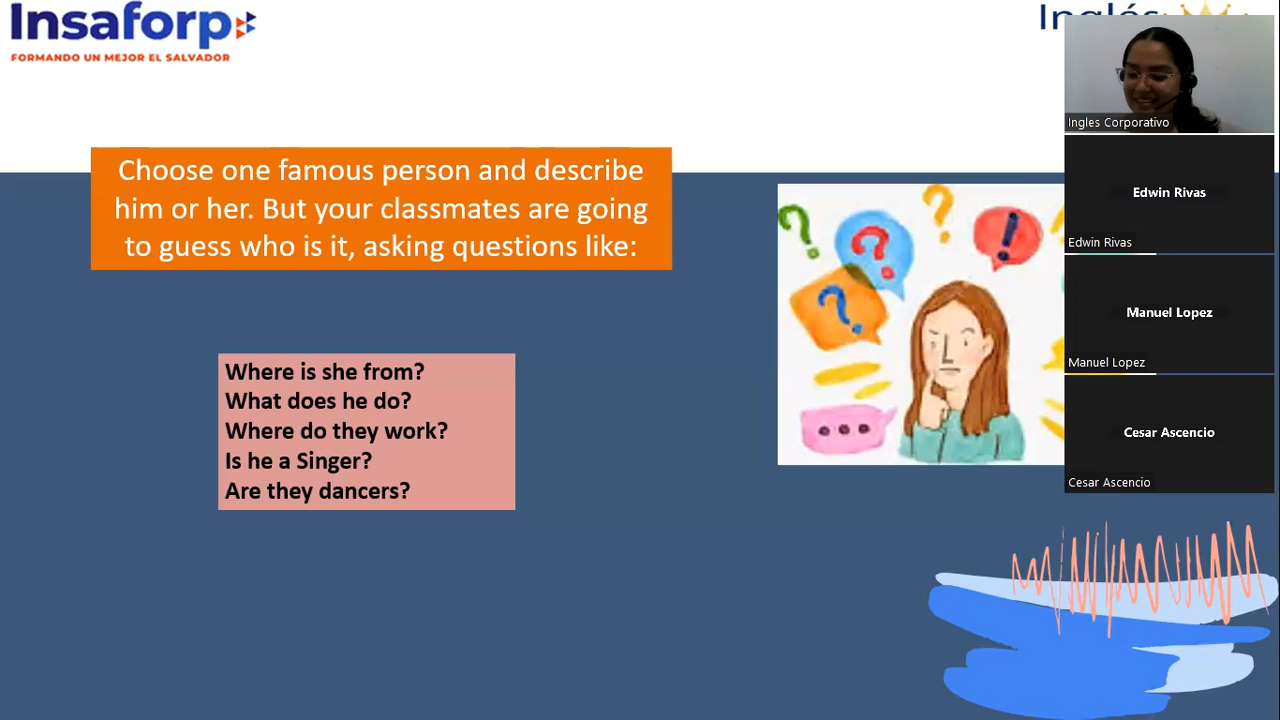 Insaforp
FORMANDO UN MEJOR EL SALVADOR
Inglés
Choose one famous person and describe
him or her. But your classmates are going
to guess who is it, asking questions like:
Where is she from?
What does he do?
Where do they work?
Is he a Singer?
Are they dancers?
Ingles Corporativo
Edwin Rivas
Edwin Rivas
Manuel Lopez
Manuel Lopez
Cesar Ascencio
Cesar Ascencio